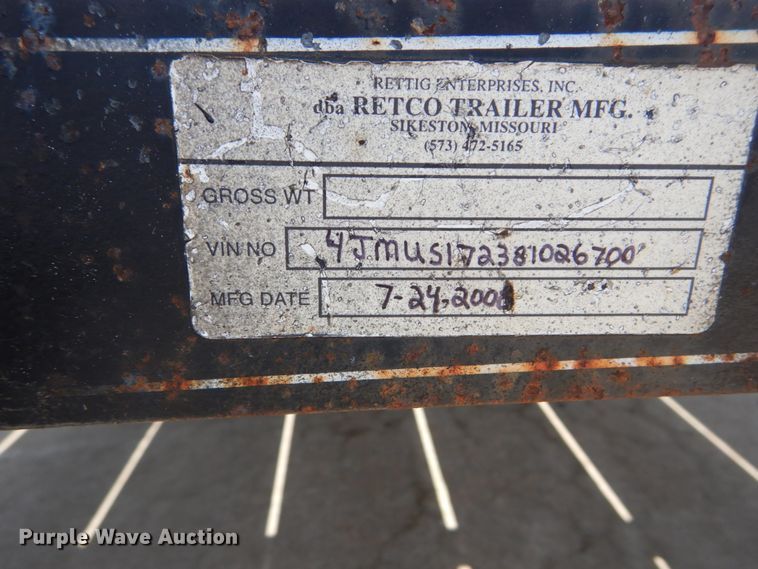 RETTIG ENTERPRISES, INC.
dba RETCO TRAILER MFG.
SIKESTON, MISSOURI
(573) 472-5165
GROSS WT
VIN NO 4JMUS172381026700
MFG DATE 7-24-2008
Purple Wave Auction